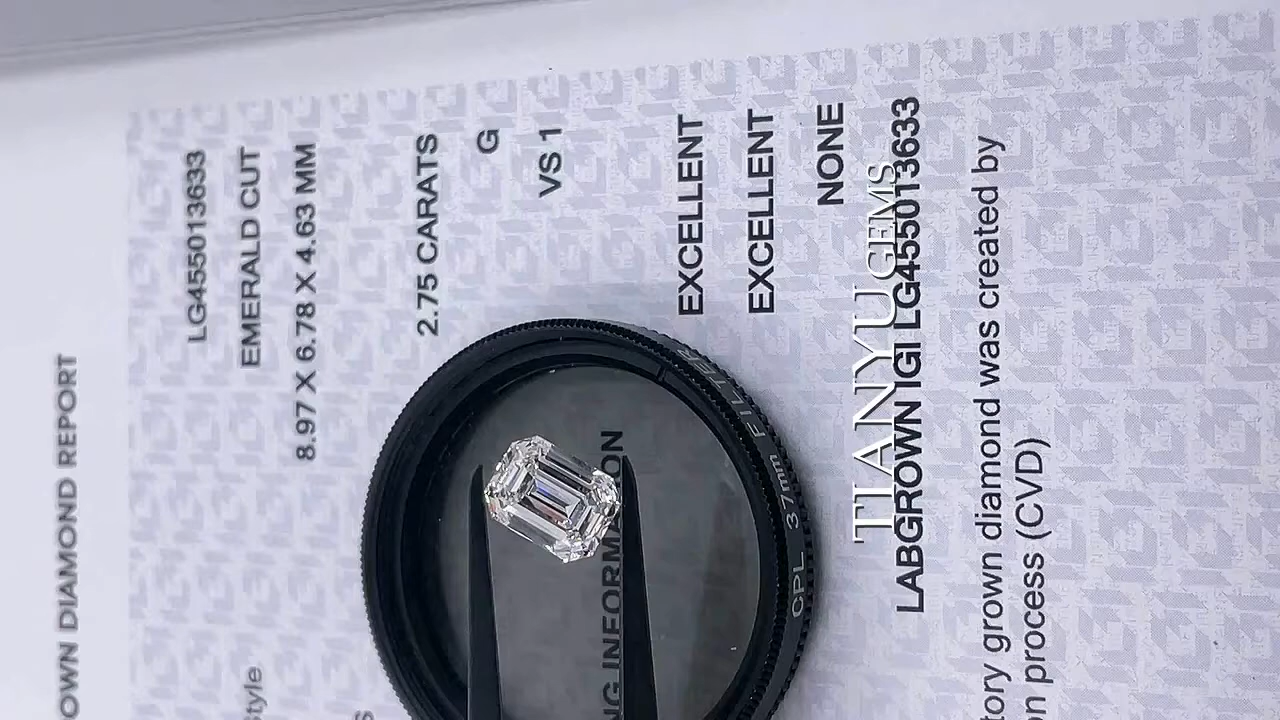 OWN DIAMOND REPORT
LG455013633
Style
EMERALD CUT
8.97 X 6.78 X 4.63 MM
2.75 CARATS
G
VS 1
NG INFORMATION
EXCELLENT
EXCELLENT
NONE
LABGROWN IGI LG455013633
tory grown diamond was created by
on process (CVD)
CPL 37mm FILTER
TIANYU GEMS